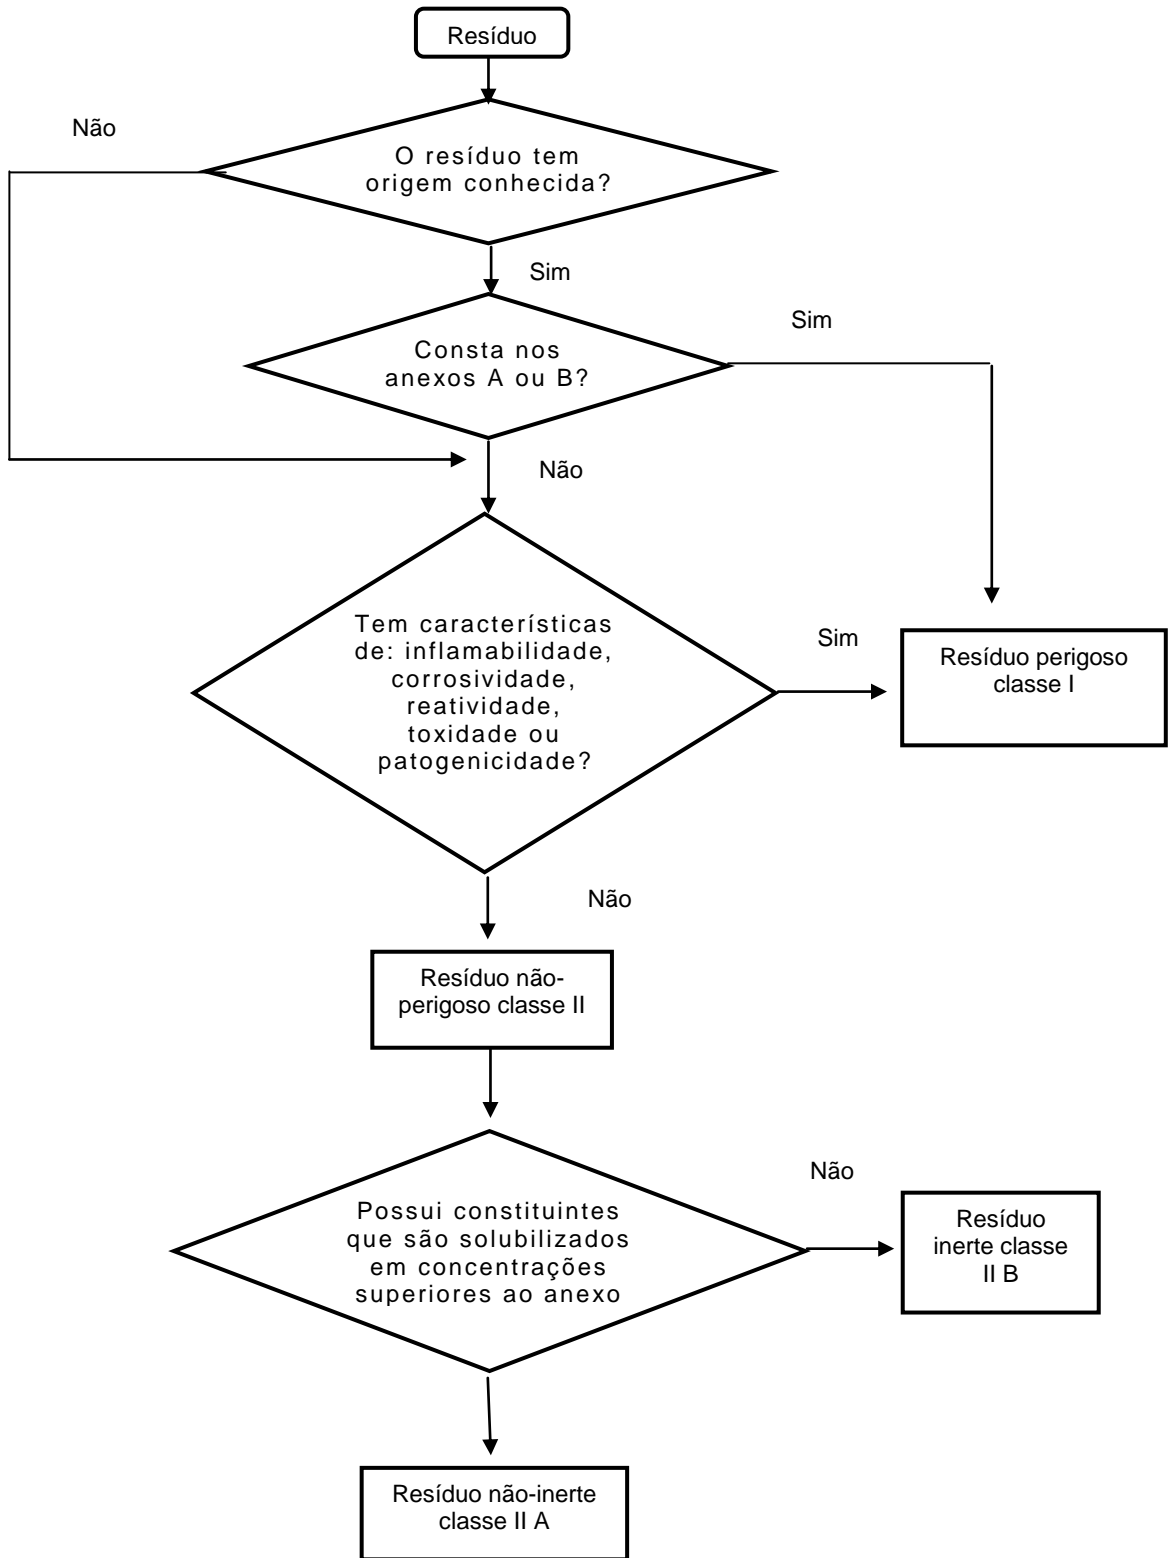 Resíduo
Não
O resíduo tem
origem conhecida?
Sim
Consta nos
anexos A ou B?
Sim
Não
Tem características
de: inflamabilidade,
corrosividade,
reatividade,
toxidade ou
patogenicidade?
Sim
Resíduo perigoso
classe I
Não
Resíduo não-
perigoso classe II
Possui constituintes
que são solubilizados
em concentrações
superiores ao anexo
Não
Resíduo
inerte classe
II B
Resíduo não-inerte
classe II A